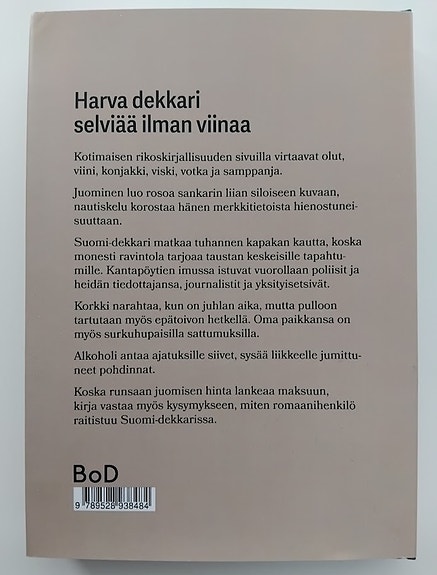 Harva dekkari
selviää ilman viinaa
Kotimaisen rikoskirjallisuuden sivuilla virtaavat olut,
viini, konjakki, viski, votka ja samppanja.
Juominen luo rosoa sankarin liian siloiseen kuvaan,
nautiskelu korostaa hänen merkkitietoista hienostunei-
suuttaan.
Suomi-dekkari matkaa tuhannen kapakan kautta, koska
monesti ravintola tarjoaa taustan keskeisille tapahtu-
mille. Kantapöytien imussa istuvat vuorollaan poliisit ja
heidän tiedottajansa, journalistit ja yksityisetsivät.
Korkki narahtaa, kun on juhlan aika, mutta pulloon
tartutaan myös epätoivon hetkellä. Oma paikkansa on
myös surkuhupaisilla sattumuksilla.
Alkoholi antaa ajatuksille siivet, sysää liikkeelle jumittu-
neet pohdinnat.
Koska runsaan juomisen hinta lankeaa maksuun,
kirja vastaa myös kysymykseen, miten romaanihenkilö
raitistuu Suomi-dekkarissa.
BoD
9 789528 938484